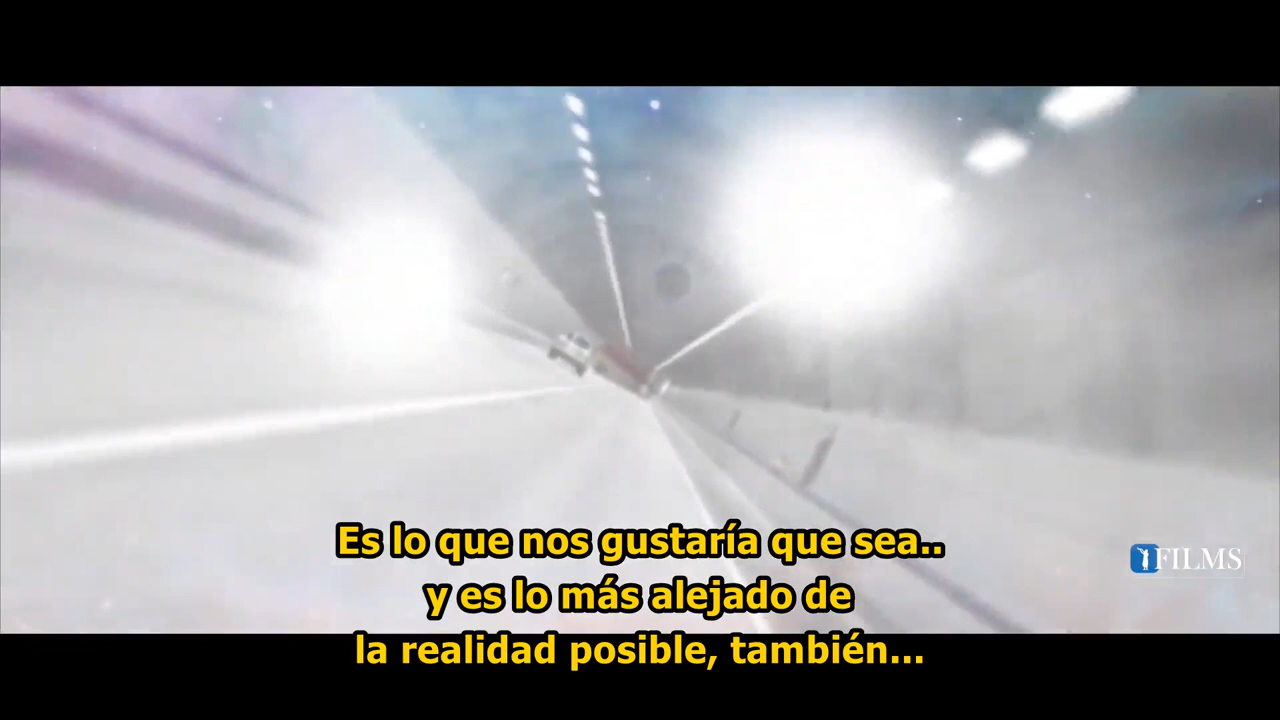 FILMS
Es lo que nos gustaría que sea..
y es lo más alejado de
la realidad posible, también...